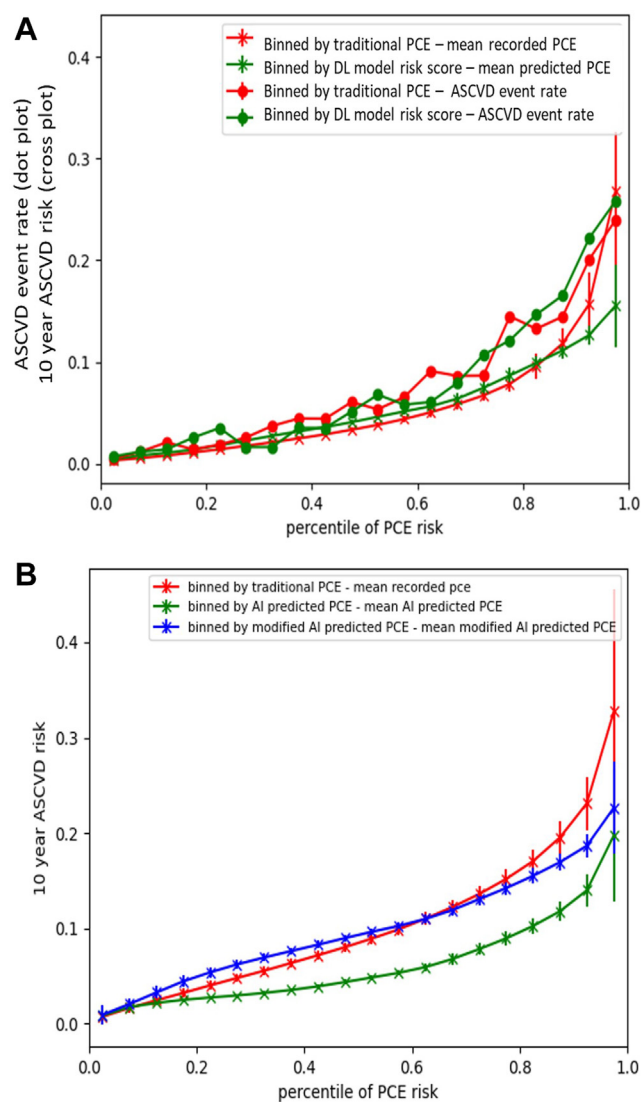 A
Binned by traditional PCE – mean recorded PCE
Binned by DL model risk score – mean predicted PCE
Binned by traditional PCE – ASCVD event rate
Binned by DL model risk score – ASCVD event rate
ASCVD event rate (dot plot)
10 year ASCVD risk (cross plot)
0.4
0.3
0.2
0.1
0.0
0.0 0.2 0.4 0.6 0.8 1.0
percentile of PCE risk
B
binned by traditional PCE - mean recorded pce
binned by AI predicted PCE - mean AI predicted PCE
binned by modified AI predicted PCE - mean modified AI predicted PCE
10 year ASCVD risk
0.4
0.3
0.2
0.1
0.0
0.0 0.2 0.4 0.6 0.8 1.0
percentile of PCE risk